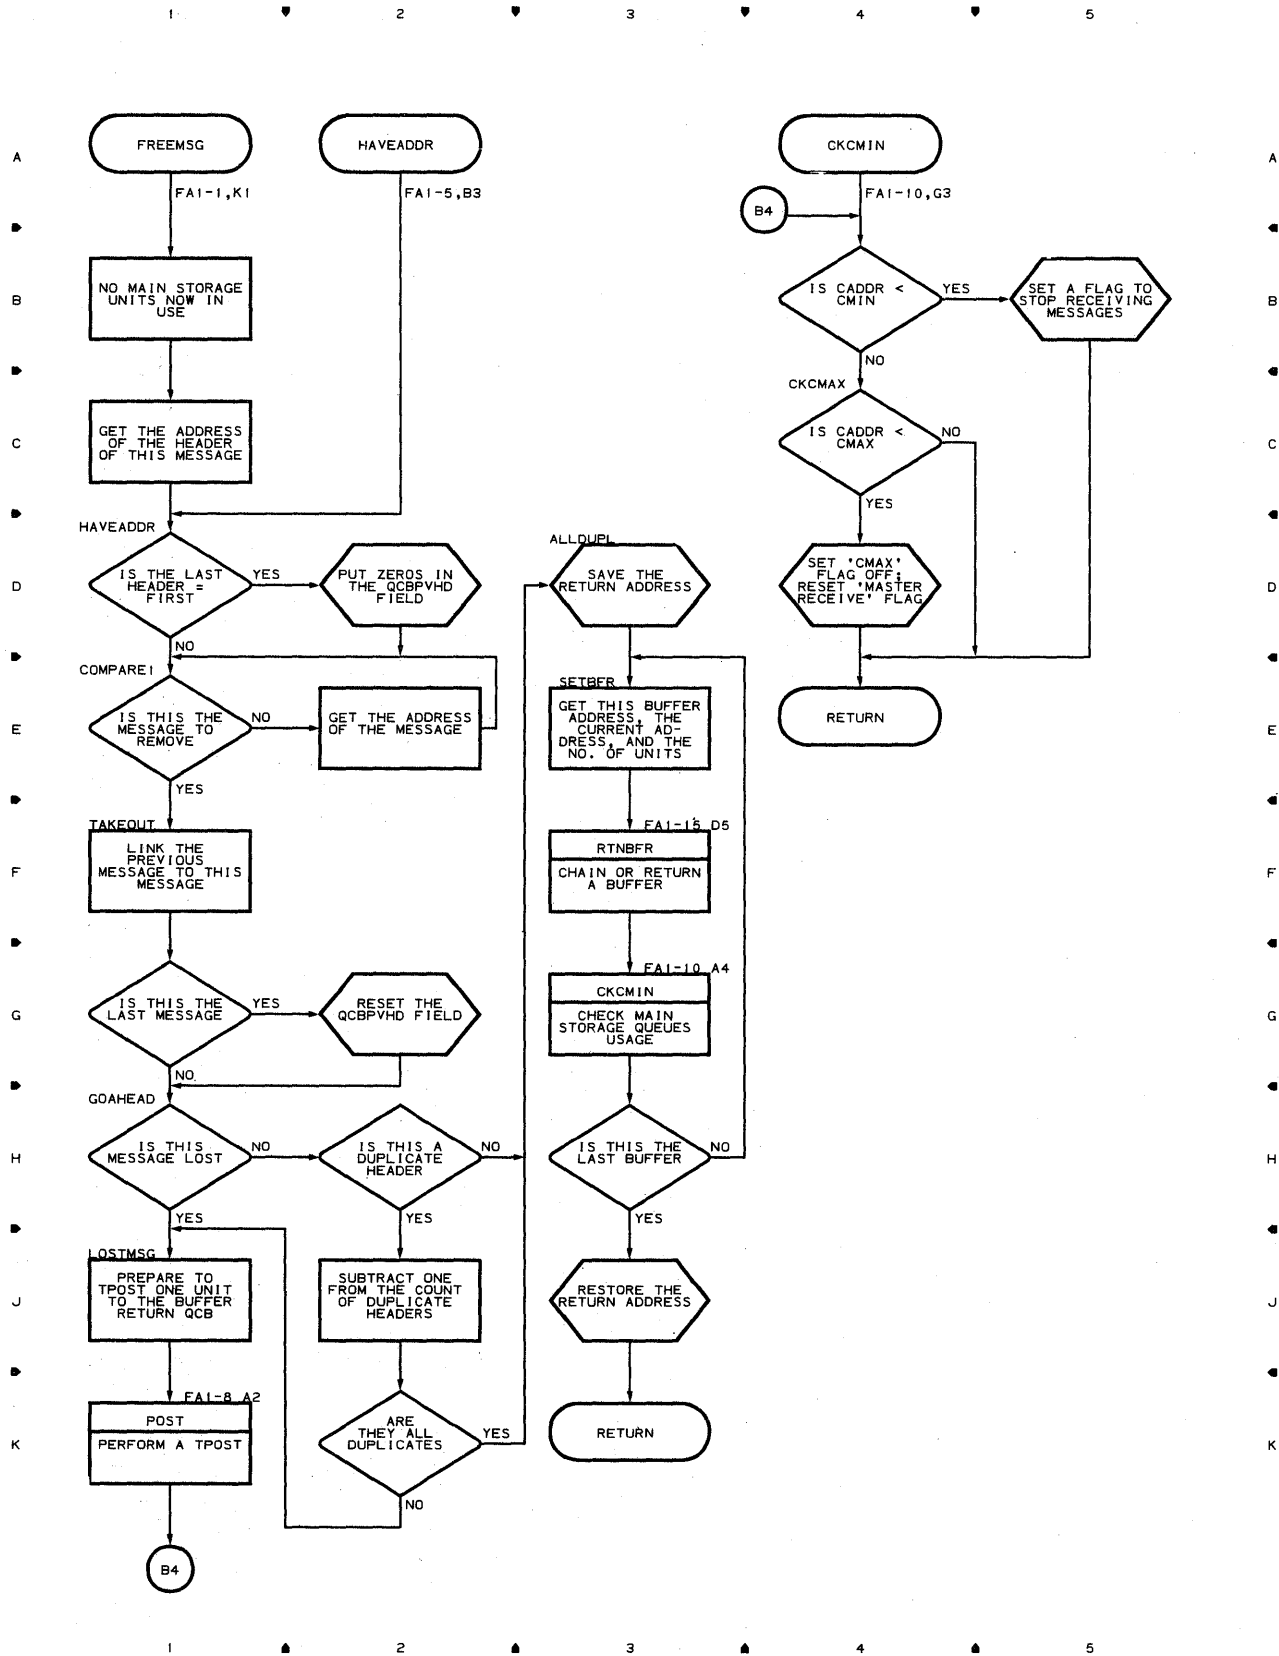 1 2 3 4 5
A A
FREEMSG
FA1-1,K1
HAVEADDR
FA1-5,B3
CKCMIN
FA1-10,G3
B4
B B
NO MAIN STORAGE
UNITS NOW IN
USE
IS CADDR <
CMIN
YES
NO
SET A FLAG TO
STOP RECEIVING
MESSAGES
C C
GET THE ADDRESS
OF THE HEADER
OF THIS MESSAGE
CKCMAX
IS CADDR <
CMAX
NO
YES
D D
HAVEADDR
IS THE LAST
HEADER =
FIRST
YES
NO
PUT ZEROS IN
THE QCBPVHD
FIELD
ALLDUPL
SAVE THE
RETURN ADDRESS
SET 'CMAX'
FLAG OFF;
RESET 'MASTER
RECEIVE' FLAG
E E
COMPARE1
IS THIS THE
MESSAGE TO
REMOVE
NO
YES
GET THE ADDRESS
OF THE MESSAGE
SETBFR
GET THIS BUFFER
ADDRESS, THE
CURRENT AD-
DRESS, AND THE
NO. OF UNITS
RETURN
F F
TAKEOUT
LINK THE
PREVIOUS
MESSAGE TO THIS
MESSAGE
FA1-15 D5
RTNBFR
CHAIN OR RETURN
A BUFFER
G G
IS THIS THE
LAST MESSAGE
YES
NO
RESET THE
QCBPVHD FIELD
FA1-10 A4
CKCMIN
CHECK MAIN
STORAGE QUEUES
USAGE
H H
GOAHEAD
IS THIS
MESSAGE LOST
NO
YES
IS THIS A
DUPLICATE
HEADER
NO
YES
IS THIS THE
LAST BUFFER
NO
YES
J J
LOSTMSG
PREPARE TO
TPOST ONE UNIT
TO THE BUFFER
RETURN QCB
SUBTRACT ONE
FROM THE COUNT
OF DUPLICATE
HEADERS
RESTORE THE
RETURN ADDRESS
K K
FA1-8 A2
POST
PERFORM A TPOST
ARE
THEY ALL
DUPLICATES
YES
NO
RETURN
B4
1 2 3 4 5